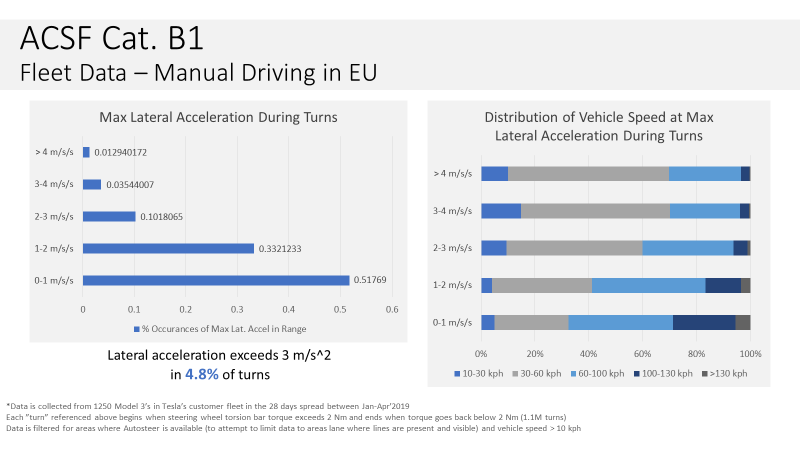 ACSF Cat. B1
Fleet Data – Manual Driving in EU
Max Lateral Acceleration During Turns
> 4 m/s/s 0.012940172
3-4 m/s/s 0.03544007
2-3 m/s/s 0.1018065
1-2 m/s/s 0.3321233
0-1 m/s/s 0.51769
0 0.1 0.2 0.3 0.4 0.5 0.6
% Occurances of Max Lat. Accel in Range
Lateral acceleration exceeds 3 m/s^2
in 4.8% of turns
Distribution of Vehicle Speed at Max
Lateral Acceleration During Turns
> 4 m/s/s
3-4 m/s/s
2-3 m/s/s
1-2 m/s/s
0-1 m/s/s
0% 20% 40% 60% 80% 100%
10-30 kph 30-60 kph 60-100 kph 100-130 kph >130 kph
*Data is collected from 1250 Model 3's in Tesla's customer fleet in the 28 days spread between Jan-Apr'2019
Each "turn" referenced above begins when steering wheel torsion bar torque exceeds 2 Nm and ends when torque goes back below 2 Nm (1.1M turns)
Data is filtered for areas where Autosteer is available (to attempt to limit data to areas lane where lines are present and visible) and vehicle speed > 10 kph